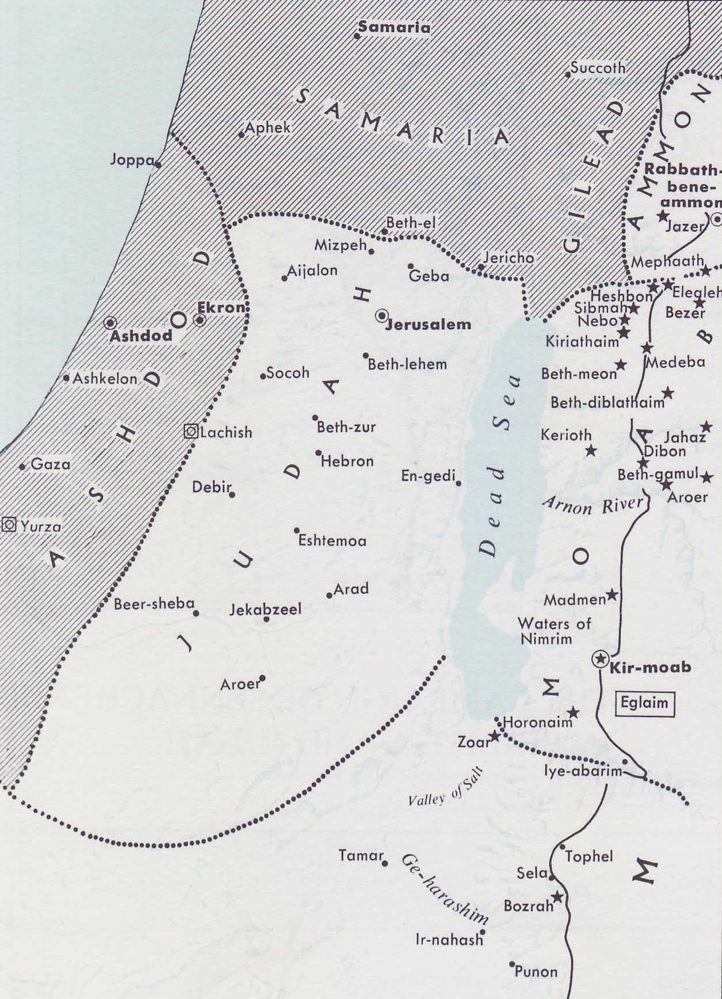 Samaria
Succoth
SAMARIA
Aphek
GILEAD
AMMON
Joppa
Rabbath-
bene-
ammon
Jazer
Beth-el
Mizpeh
Jericho
Mephaath
Aijalon
Geba
Heshbon
Elealeh
Sibmah
Bezer
Nebo
Kiriathaim
Ekron
Ashdod
Jerusalem
Beth-lehem
Medeba
Socoh
Ashkelon
Beth-meon
Beth-diblathaim
ASHDOD
JUDAH
Dead Sea
MOAB
Lachish
Beth-zur
Kerioth
Jahaz
Dibon
Gaza
Hebron
En-gedi
Beth-gamul
Debir
Arnon River
Aroer
Yurza
Eshtemoa
Arad
Madmen
Beer-sheba
Jekabzeel
Waters of
Nimrim
Kir-moab
Aroer
Eglaim
Horonaim
Zoar
Iye-abarim
Valley of Salt
Tamar
Ge-harashim
Tophel
Sela
M
Bozrah
Ir-nahash
Punon